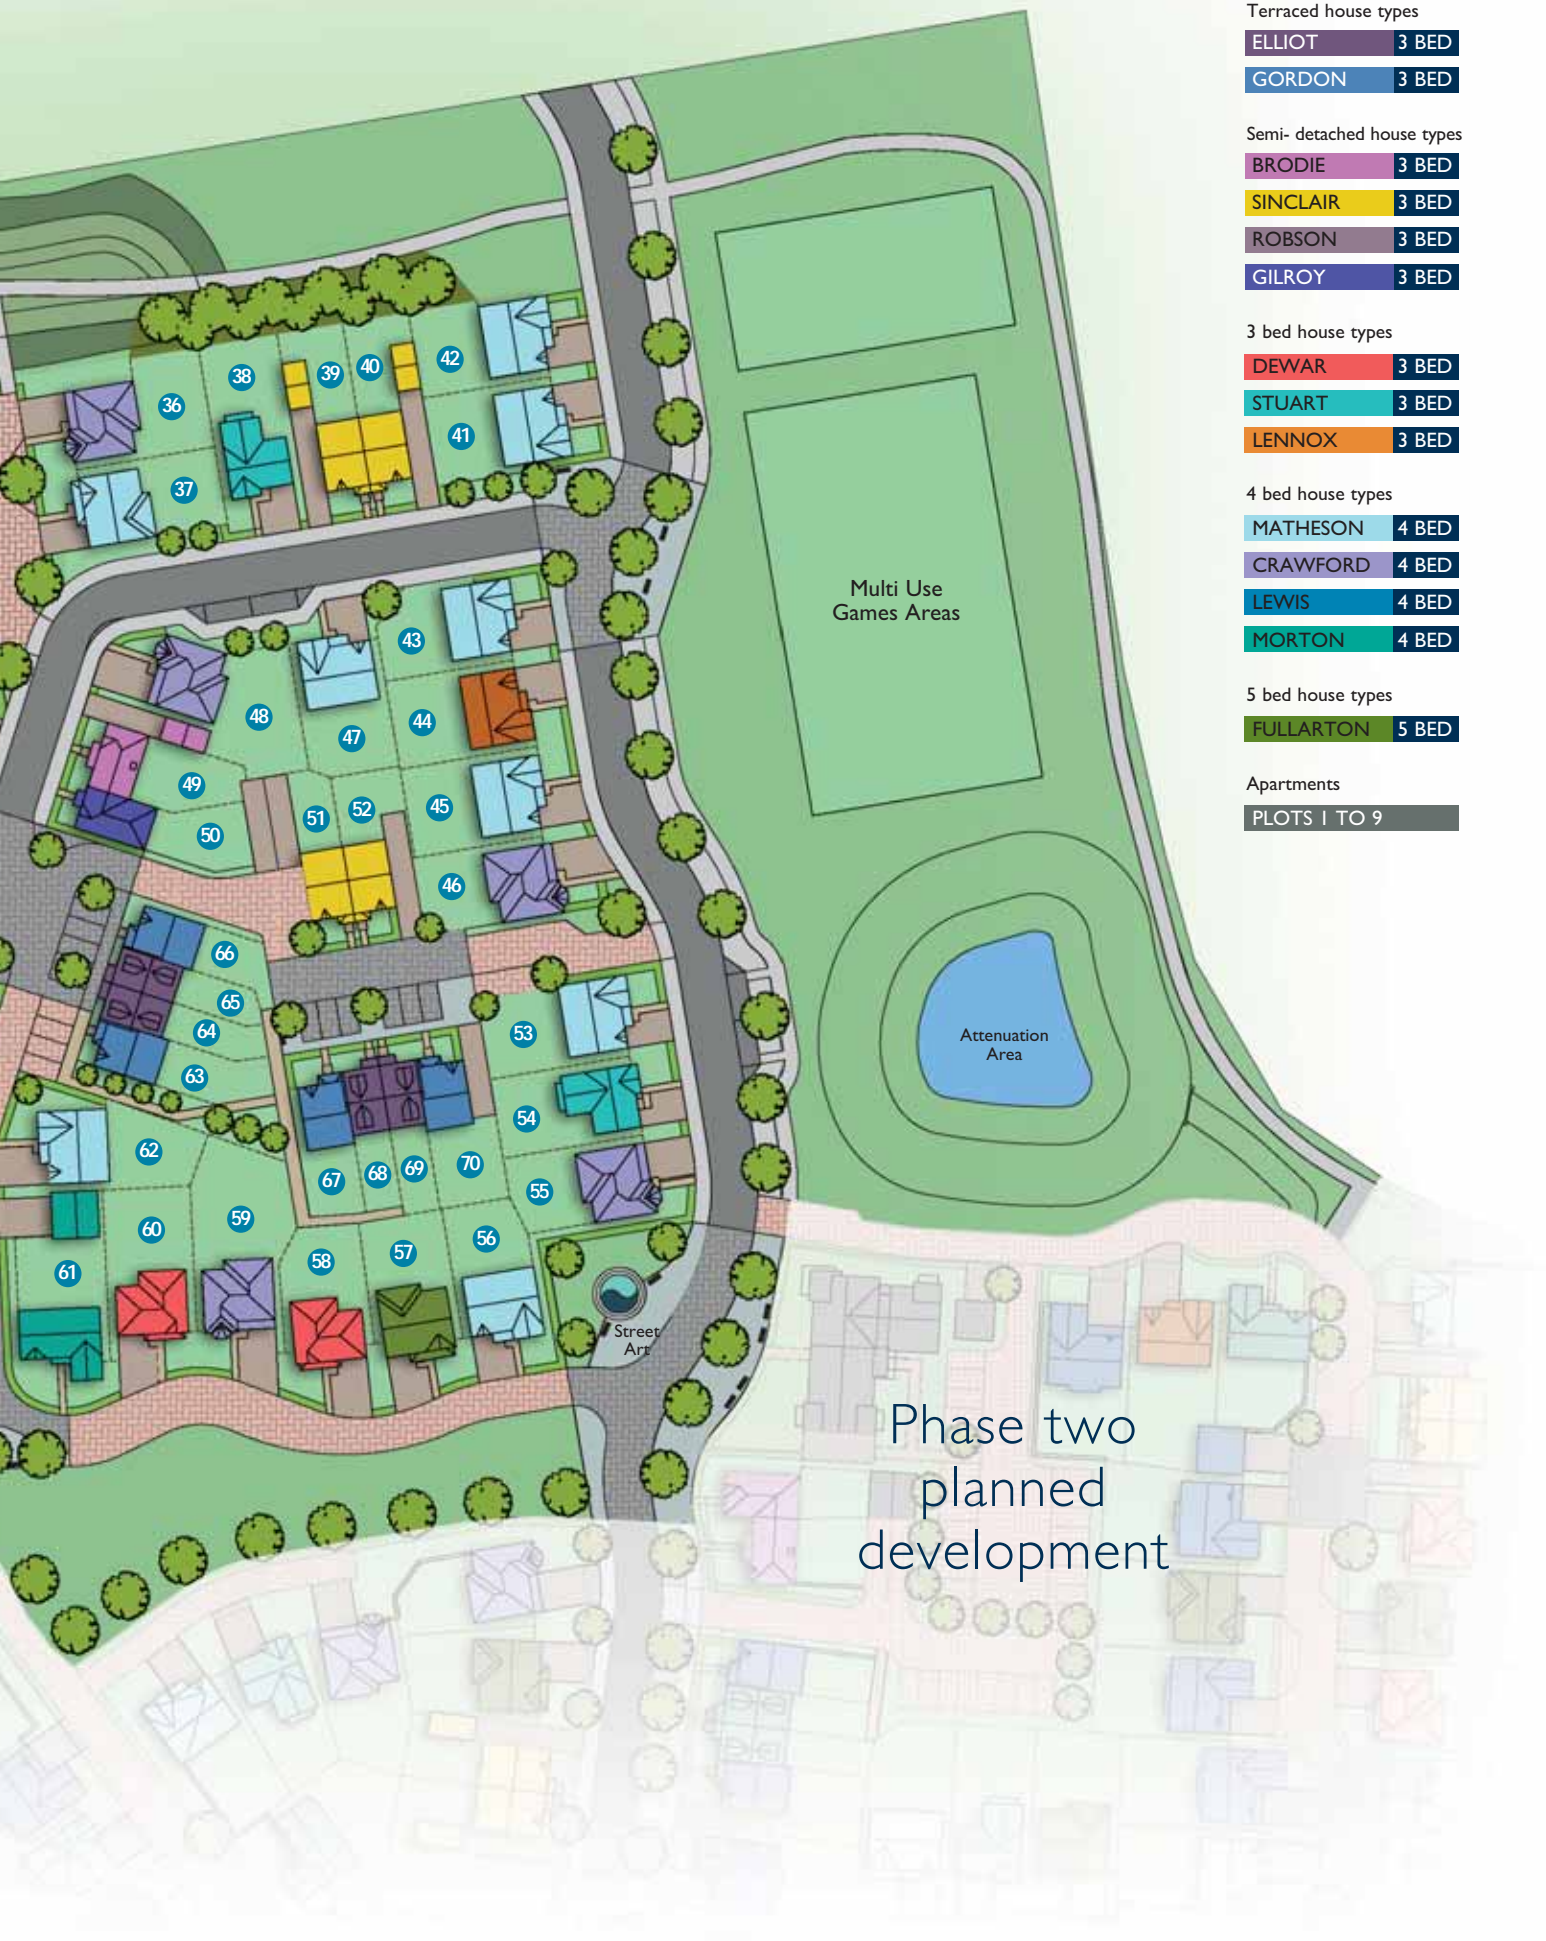 Terraced house types
ELLIOT 3 BED
GORDON 3 BED
Semi- detached house types
BRODIE 3 BED
SINCLAIR 3 BED
ROBSON 3 BED
GILROY 3 BED
3 bed house types
DEWAR 3 BED
STUART 3 BED
LENNOX 3 BED
4 bed house types
MATHESON 4 BED
CRAWFORD 4 BED
LEWIS 4 BED
MORTON 4 BED
5 bed house types
FULLARTON 5 BED
Apartments
PLOTS 1 TO 9
36
37
38
39
40
42
41
43
44
45
46
47
48
49
50
51
52
53
54
55
56
57
58
59
60
61
62
63
64
65
66
67
68
69
70
Multi Use
Games Areas
Attenuation
Area
Street
Art
Phase two
planned
development